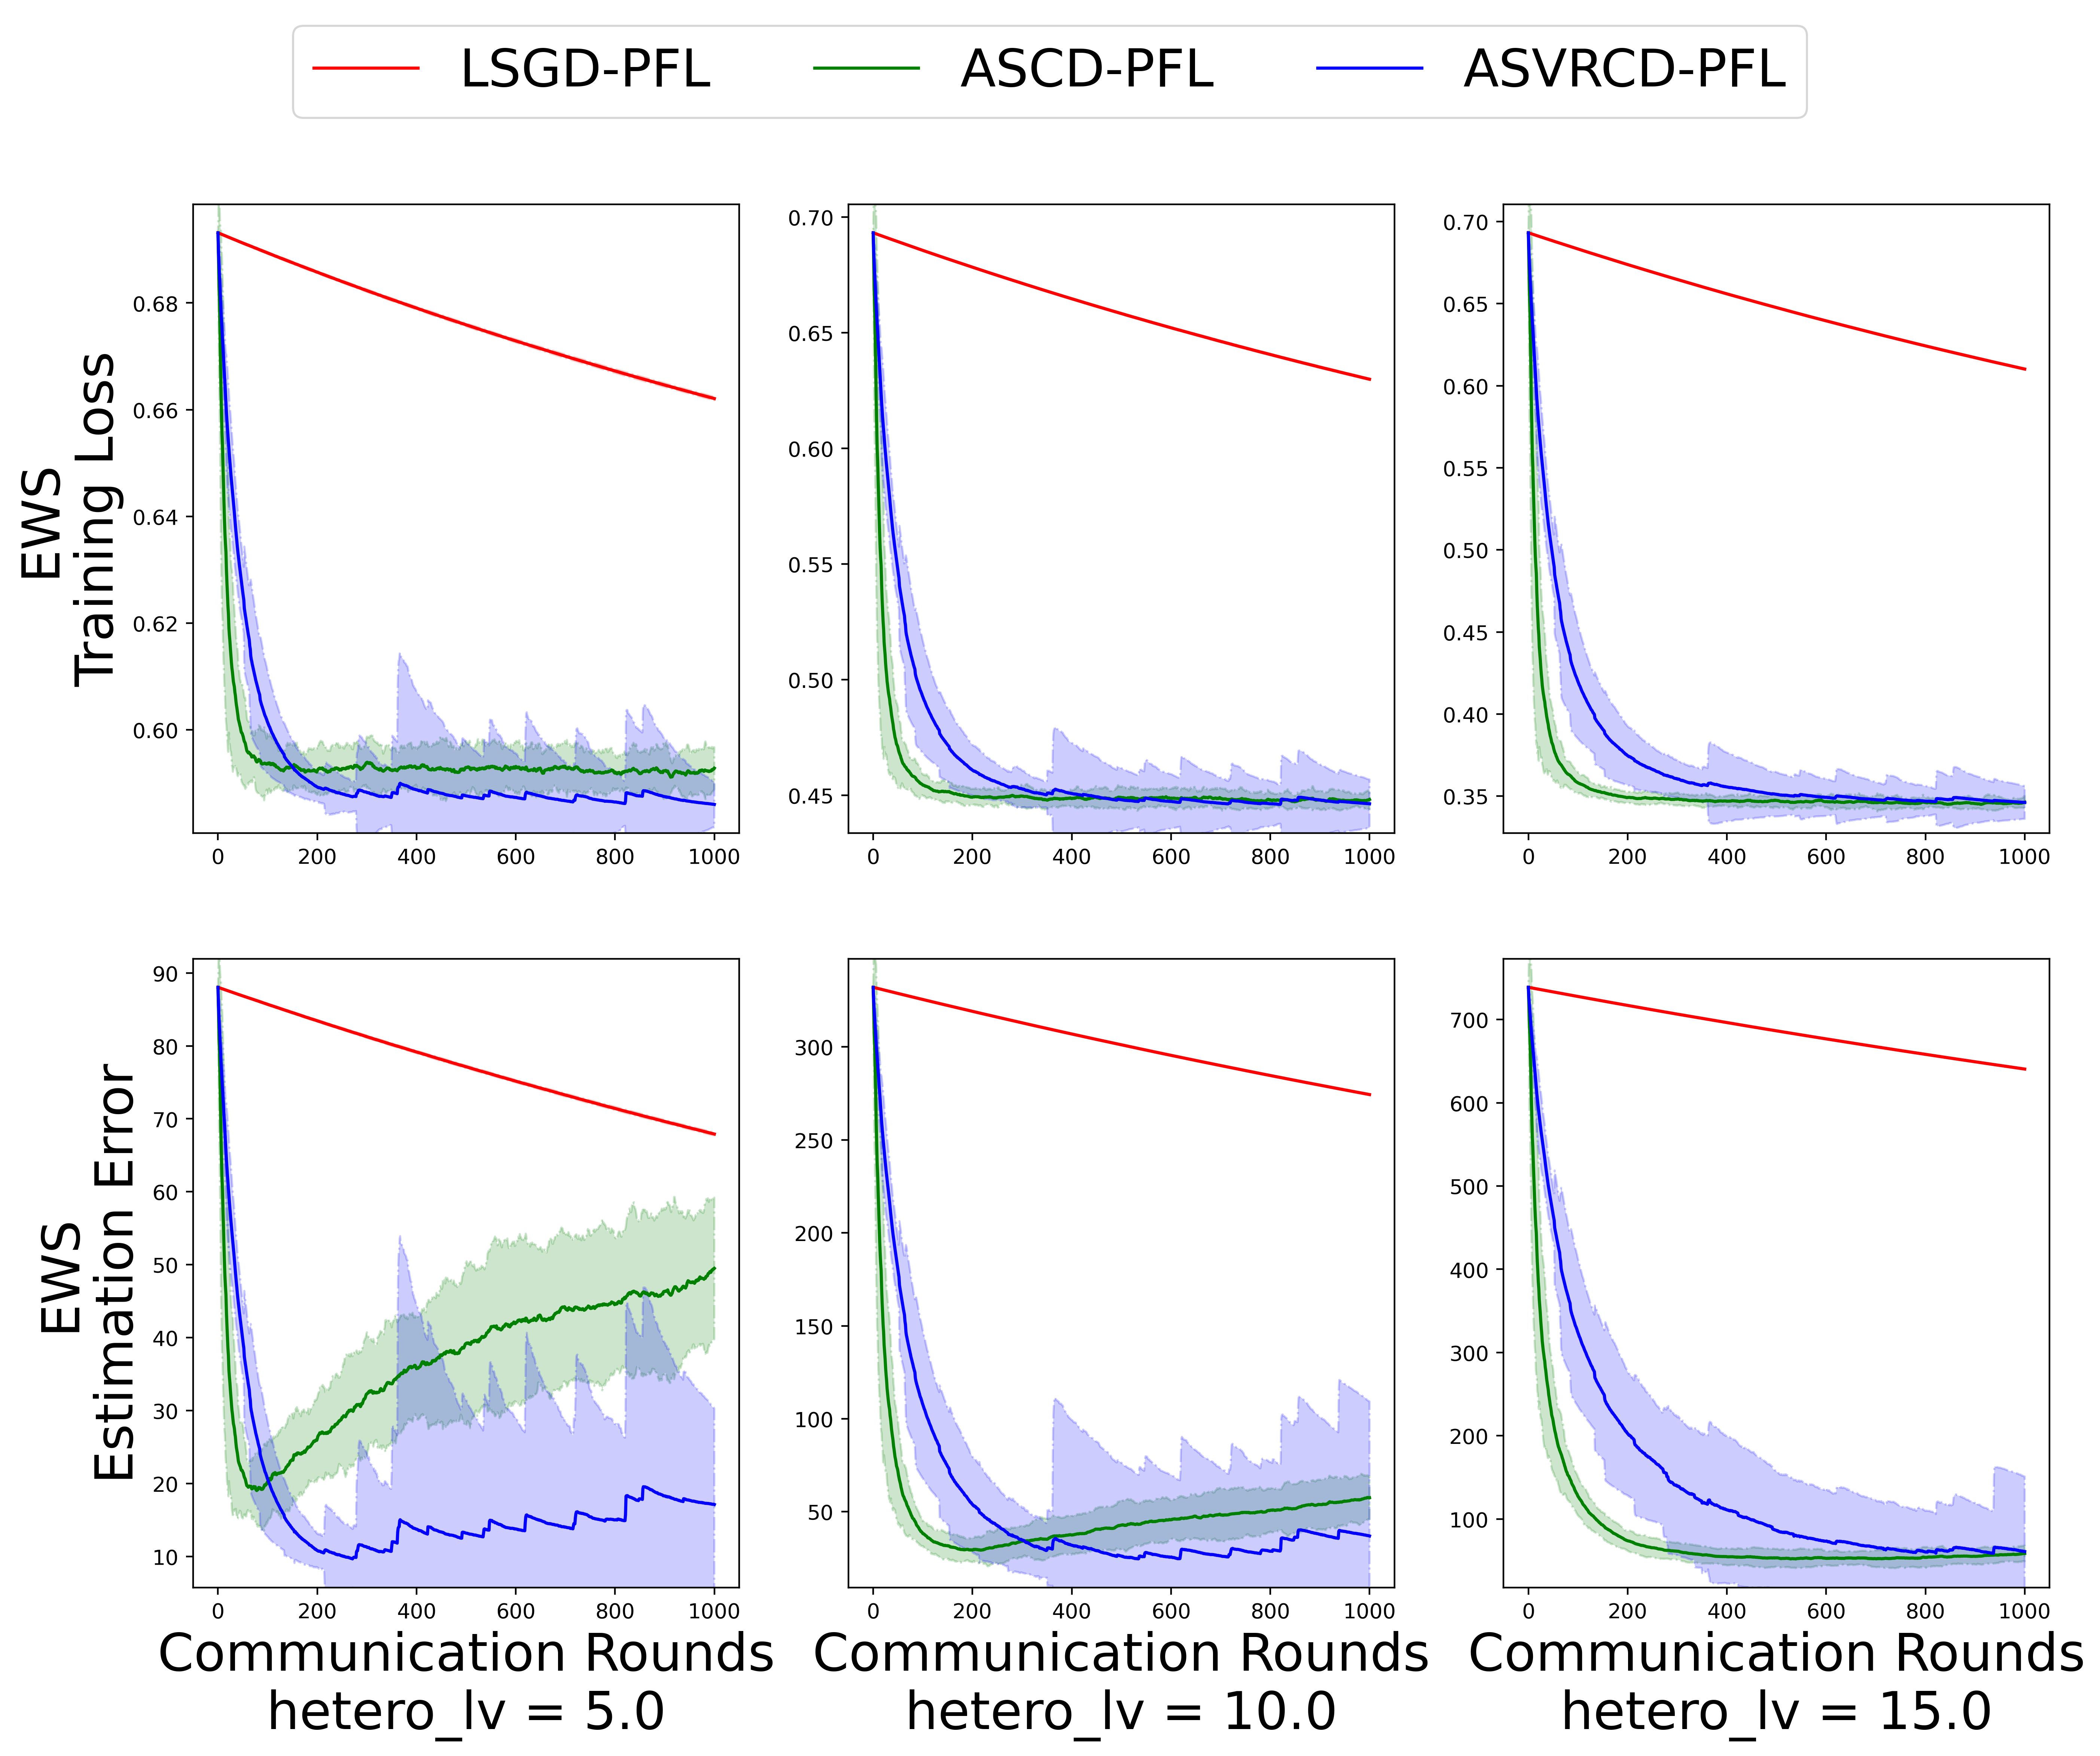 LSGD-PFL ASCD-PFL ASVRCD-PFL
EWS
Training Loss
0.68
0.66
0.64
0.62
0.60
0 200 400 600 800 1000
0.70
0.65
0.60
0.55
0.50
0.45
0 200 400 600 800 1000
0.70
0.65
0.60
0.55
0.50
0.45
0.40
0.35
0 200 400 600 800 1000
EWS
Estimation Error
90
80
70
60
50
40
30
20
10
0 200 400 600 800 1000
Communication Rounds
hetero_lv = 5.0
300
250
200
150
100
50
0 200 400 600 800 1000
Communication Rounds
hetero_lv = 10.0
700
600
500
400
300
200
100
0 200 400 600 800 1000
Communication Rounds
hetero_lv = 15.0